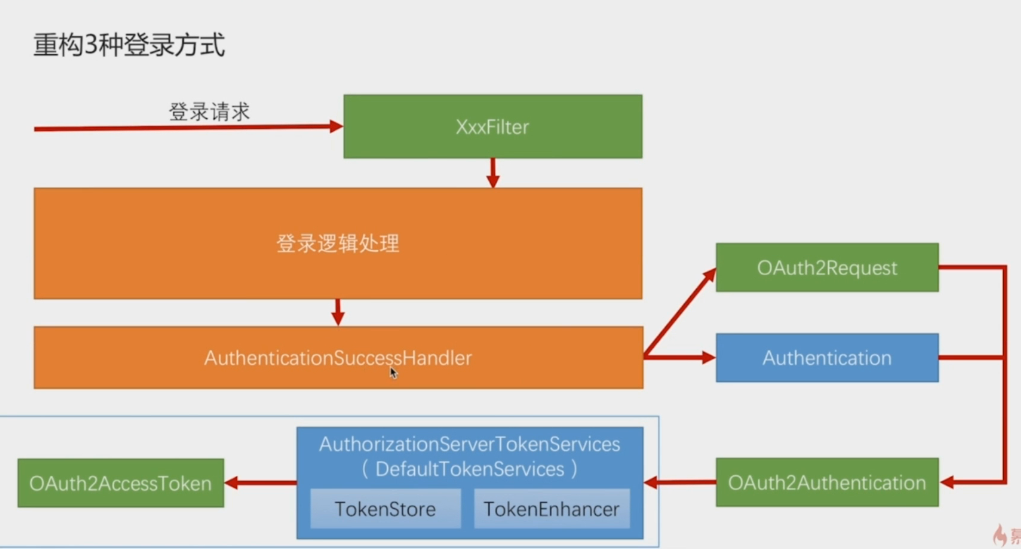 重构3种登录方式
登录请求
XxxFilter
登录逻辑处理
OAuth2Request
AuthenticationSuccessHandler
Authentication
AuthorizationServerTokenServices
（ DefaultTokenServices ）
OAuth2AccessToken
OAuth2Authentication
TokenStore
TokenEnhancer